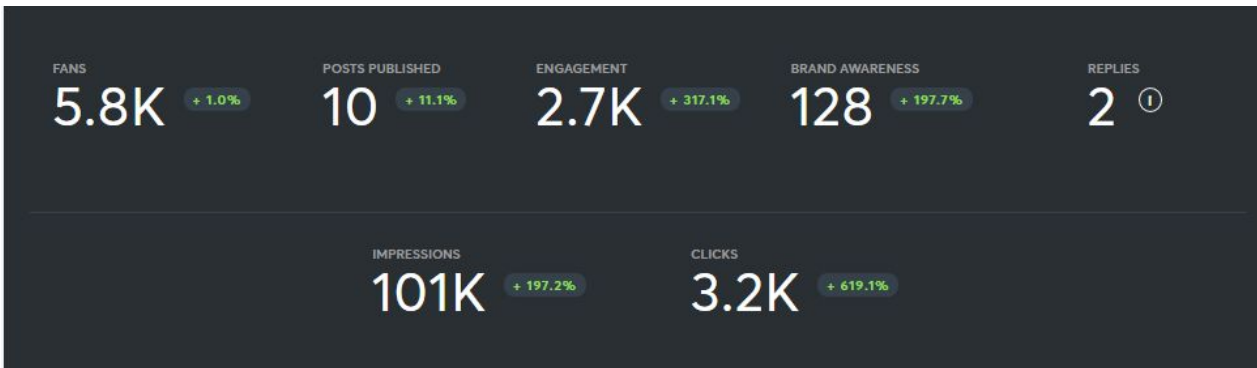 FANS POSTS PUBLISHED ENGAGEMENT BRAND AWARENESS REPLIES
5.8K + 1.0% 10 + 11.1% 2.7K + 317.1% 128 + 197.7% 2
IMPRESSIONS CLICKS
101K + 197.2% 3.2K + 619.1%